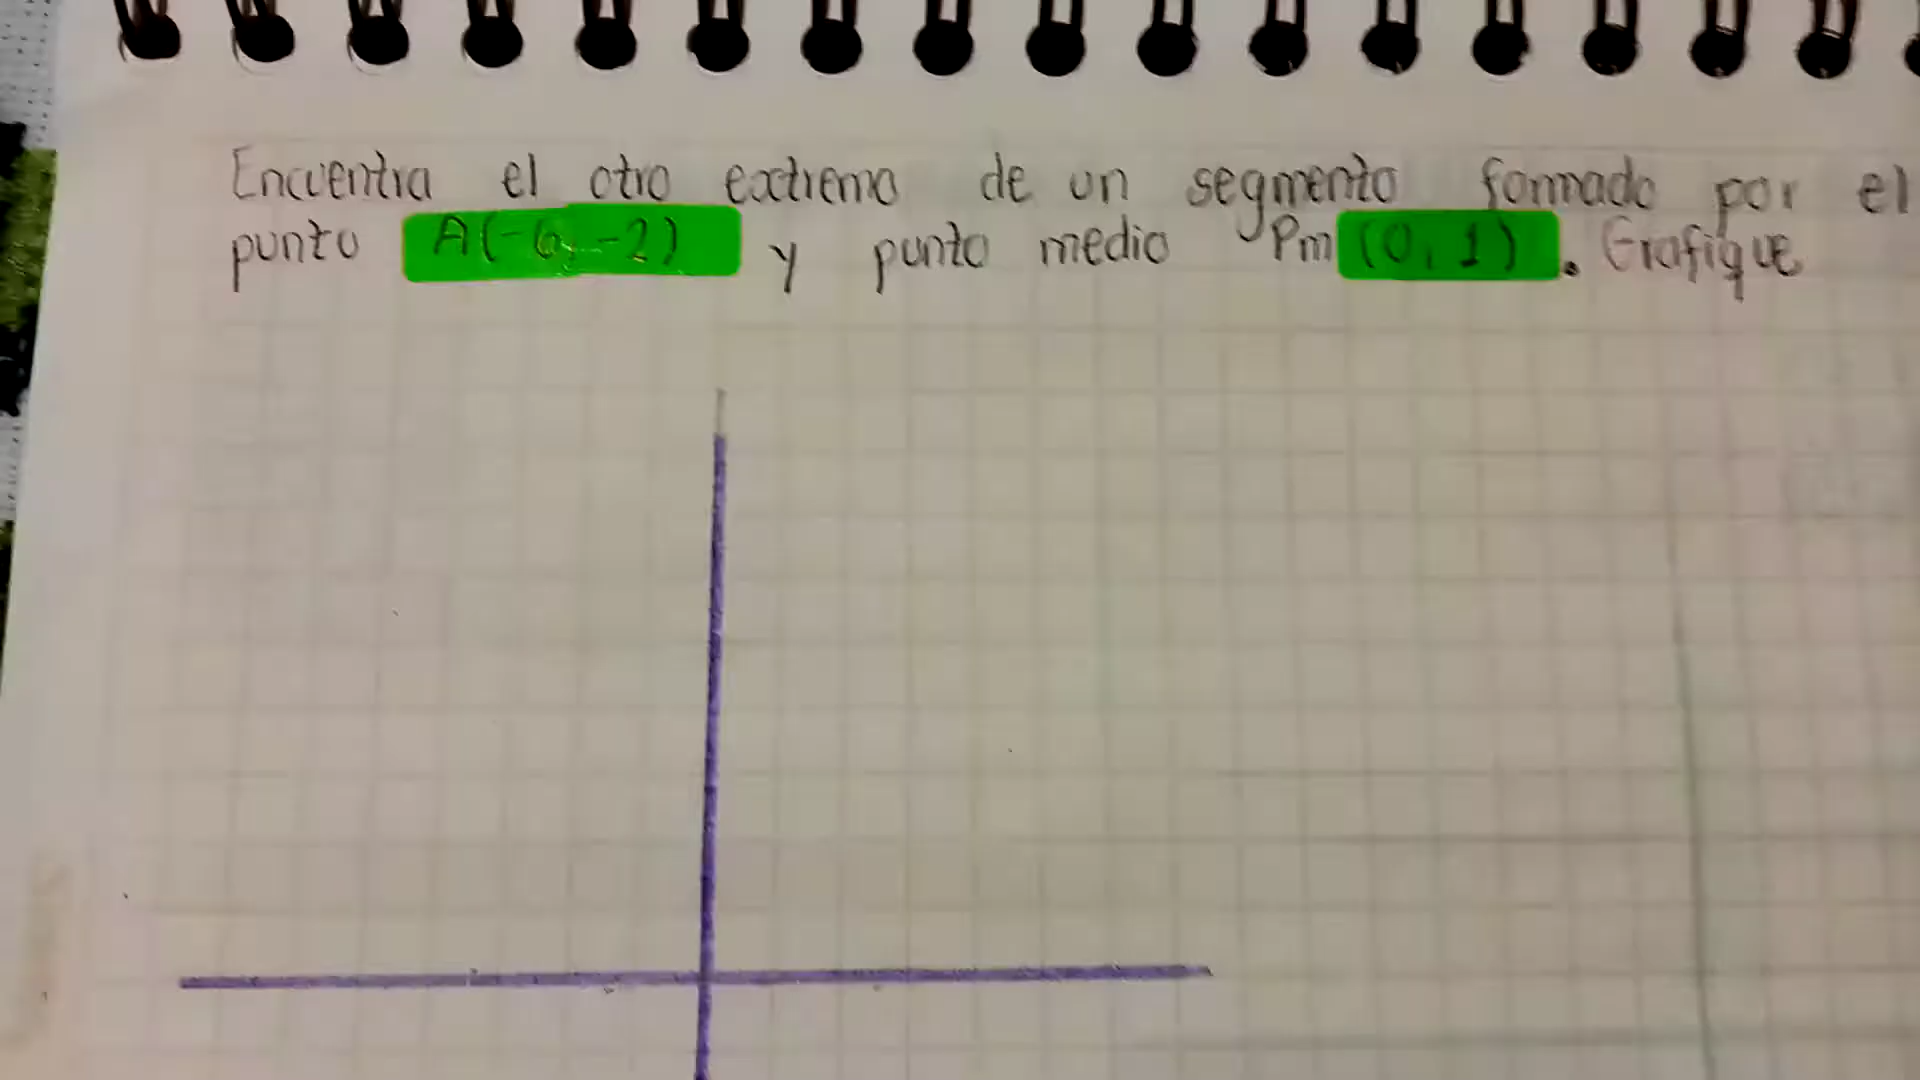 Encuentra el otro extremo de un segmento formado por el
punto A(-6, -2) y punto medio Pm (0, 1). Grafique